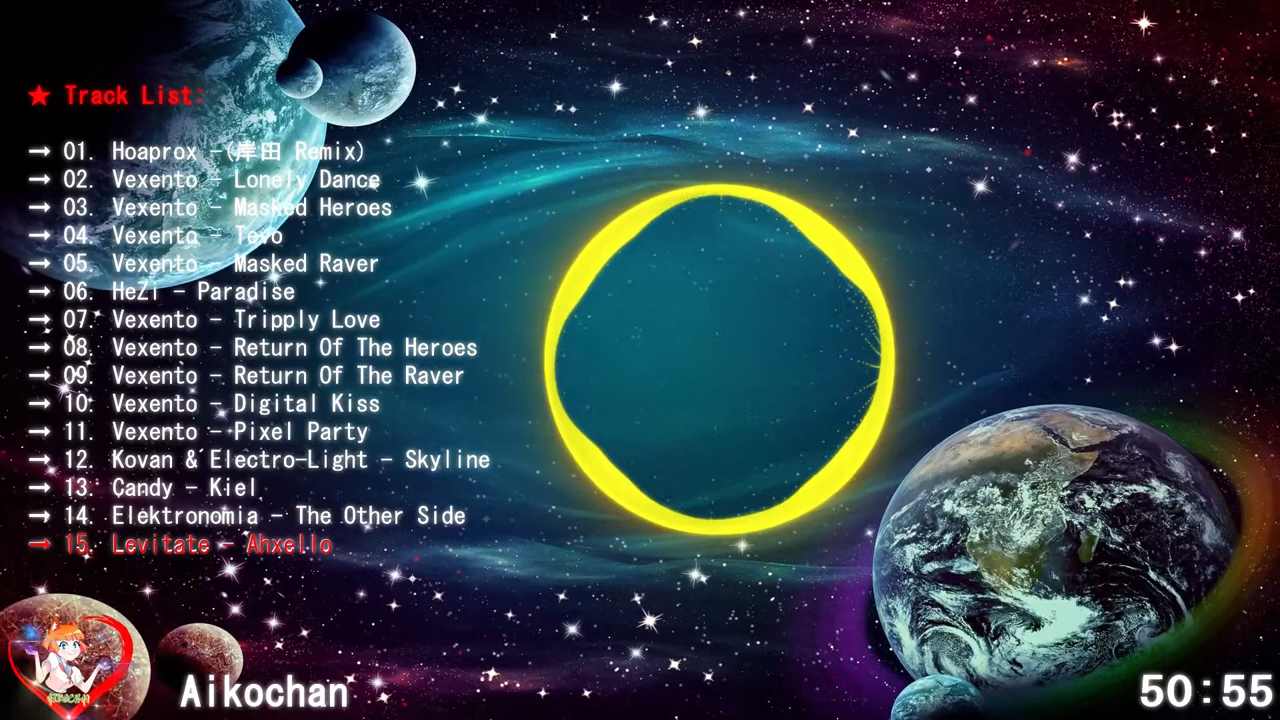 ★ Track List:
→ 01. Hoaprox -(岸田 Remix)
→ 02. Vexento - Lonely Dance
→ 03. Vexento - Masked Heroes
→ 04. Vexento - Tevo
→ 05. Vexento - Masked Raver
→ 06. HeZi - Paradise
→ 07. Vexento - Tripply Love
→ 08. Vexento - Return Of The Heroes
→ 09. Vexento - Return Of The Raver
→ 10. Vexento - Digital Kiss
→ 11. Vexento - Pixel Party
→ 12. Kovan & Electro-Light - Skyline
→ 13. Candy - Kiel
→ 14. Elektronomia - The Other Side
→ 15. Levitate - Ahxello
AIKOCHAN
Aikochan
50:55